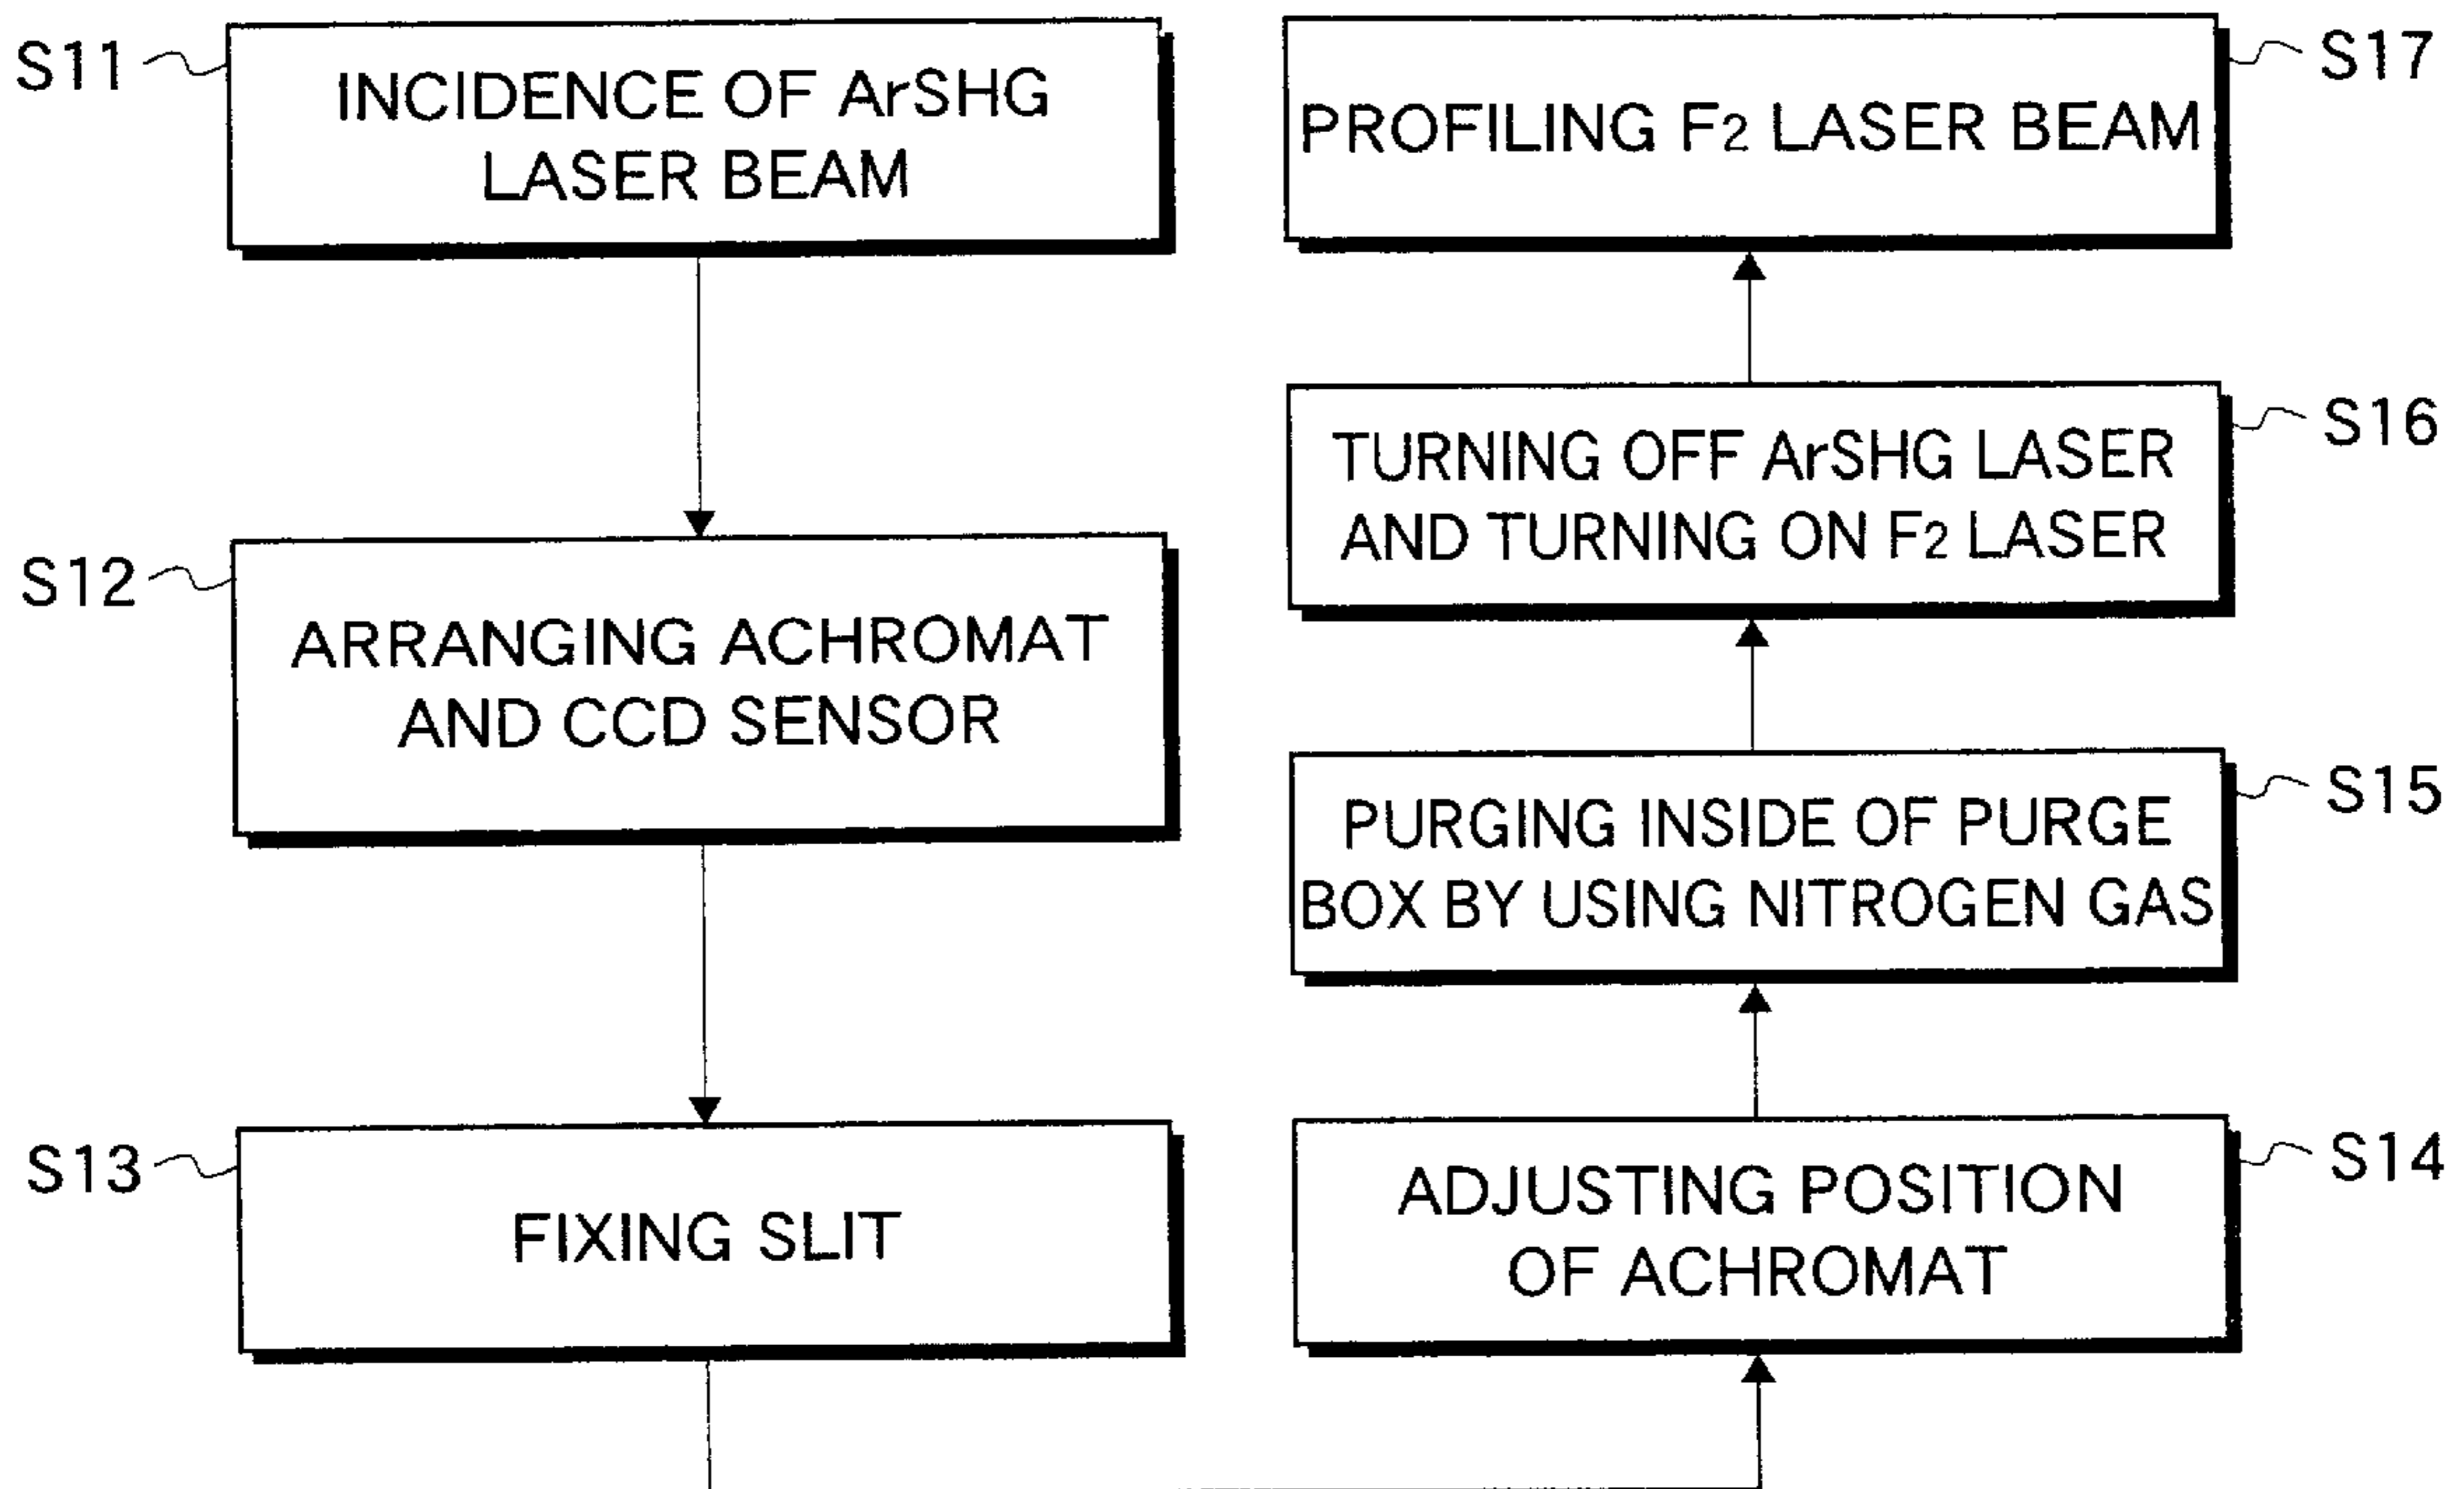 S11
INCIDENCE OF ArSHG
LASER BEAM
S12
ARRANGING ACHROMAT
AND CCD SENSOR
S13
FIXING SLIT
S14
ADJUSTING POSITION
OF ACHROMAT
S15
PURGING INSIDE OF PURGE
BOX BY USING NITROGEN GAS
S16
TURNING OFF ArSHG LASER
AND TURNING ON F2 LASER
S17
PROFILING F2 LASER BEAM